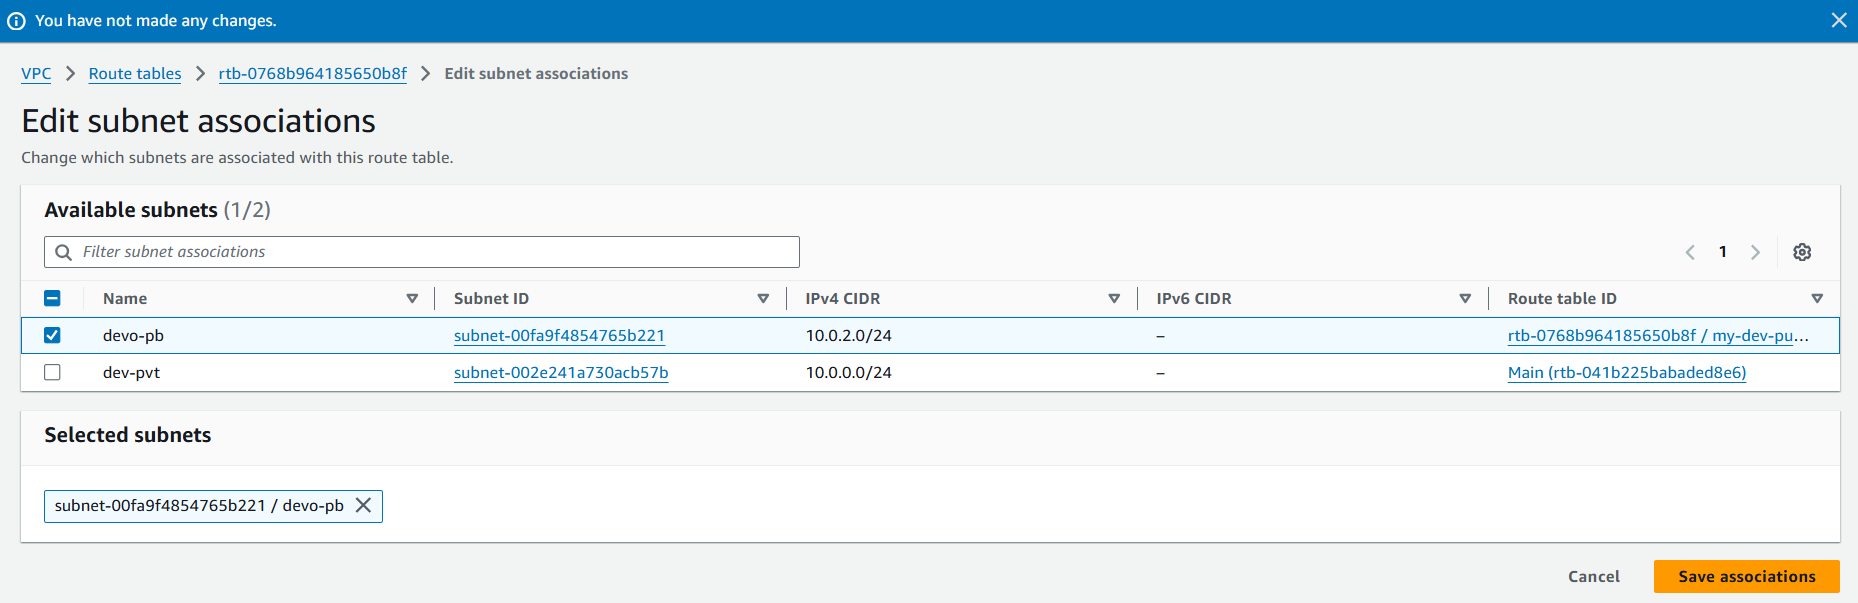 You have not made any changes.
VPC > Route tables > rtb-0768b964185650b8f > Edit subnet associations
Edit subnet associations
Change which subnets are associated with this route table.
Available subnets (1/2)
Filter subnet associations
1
Name Subnet ID IPv4 CIDR IPv6 CIDR Route table ID
devo-pb subnet-00fa9f4854765b221 10.0.2.0/24 – rtb-0768b964185650b8f / my-dev-pu...
dev-pvt subnet-002e241a730acb57b 10.0.0.0/24 – Main (rtb-041b225babaded8e6)
Selected subnets
subnet-00fa9f4854765b221 / devo-pb
Cancel Save associations